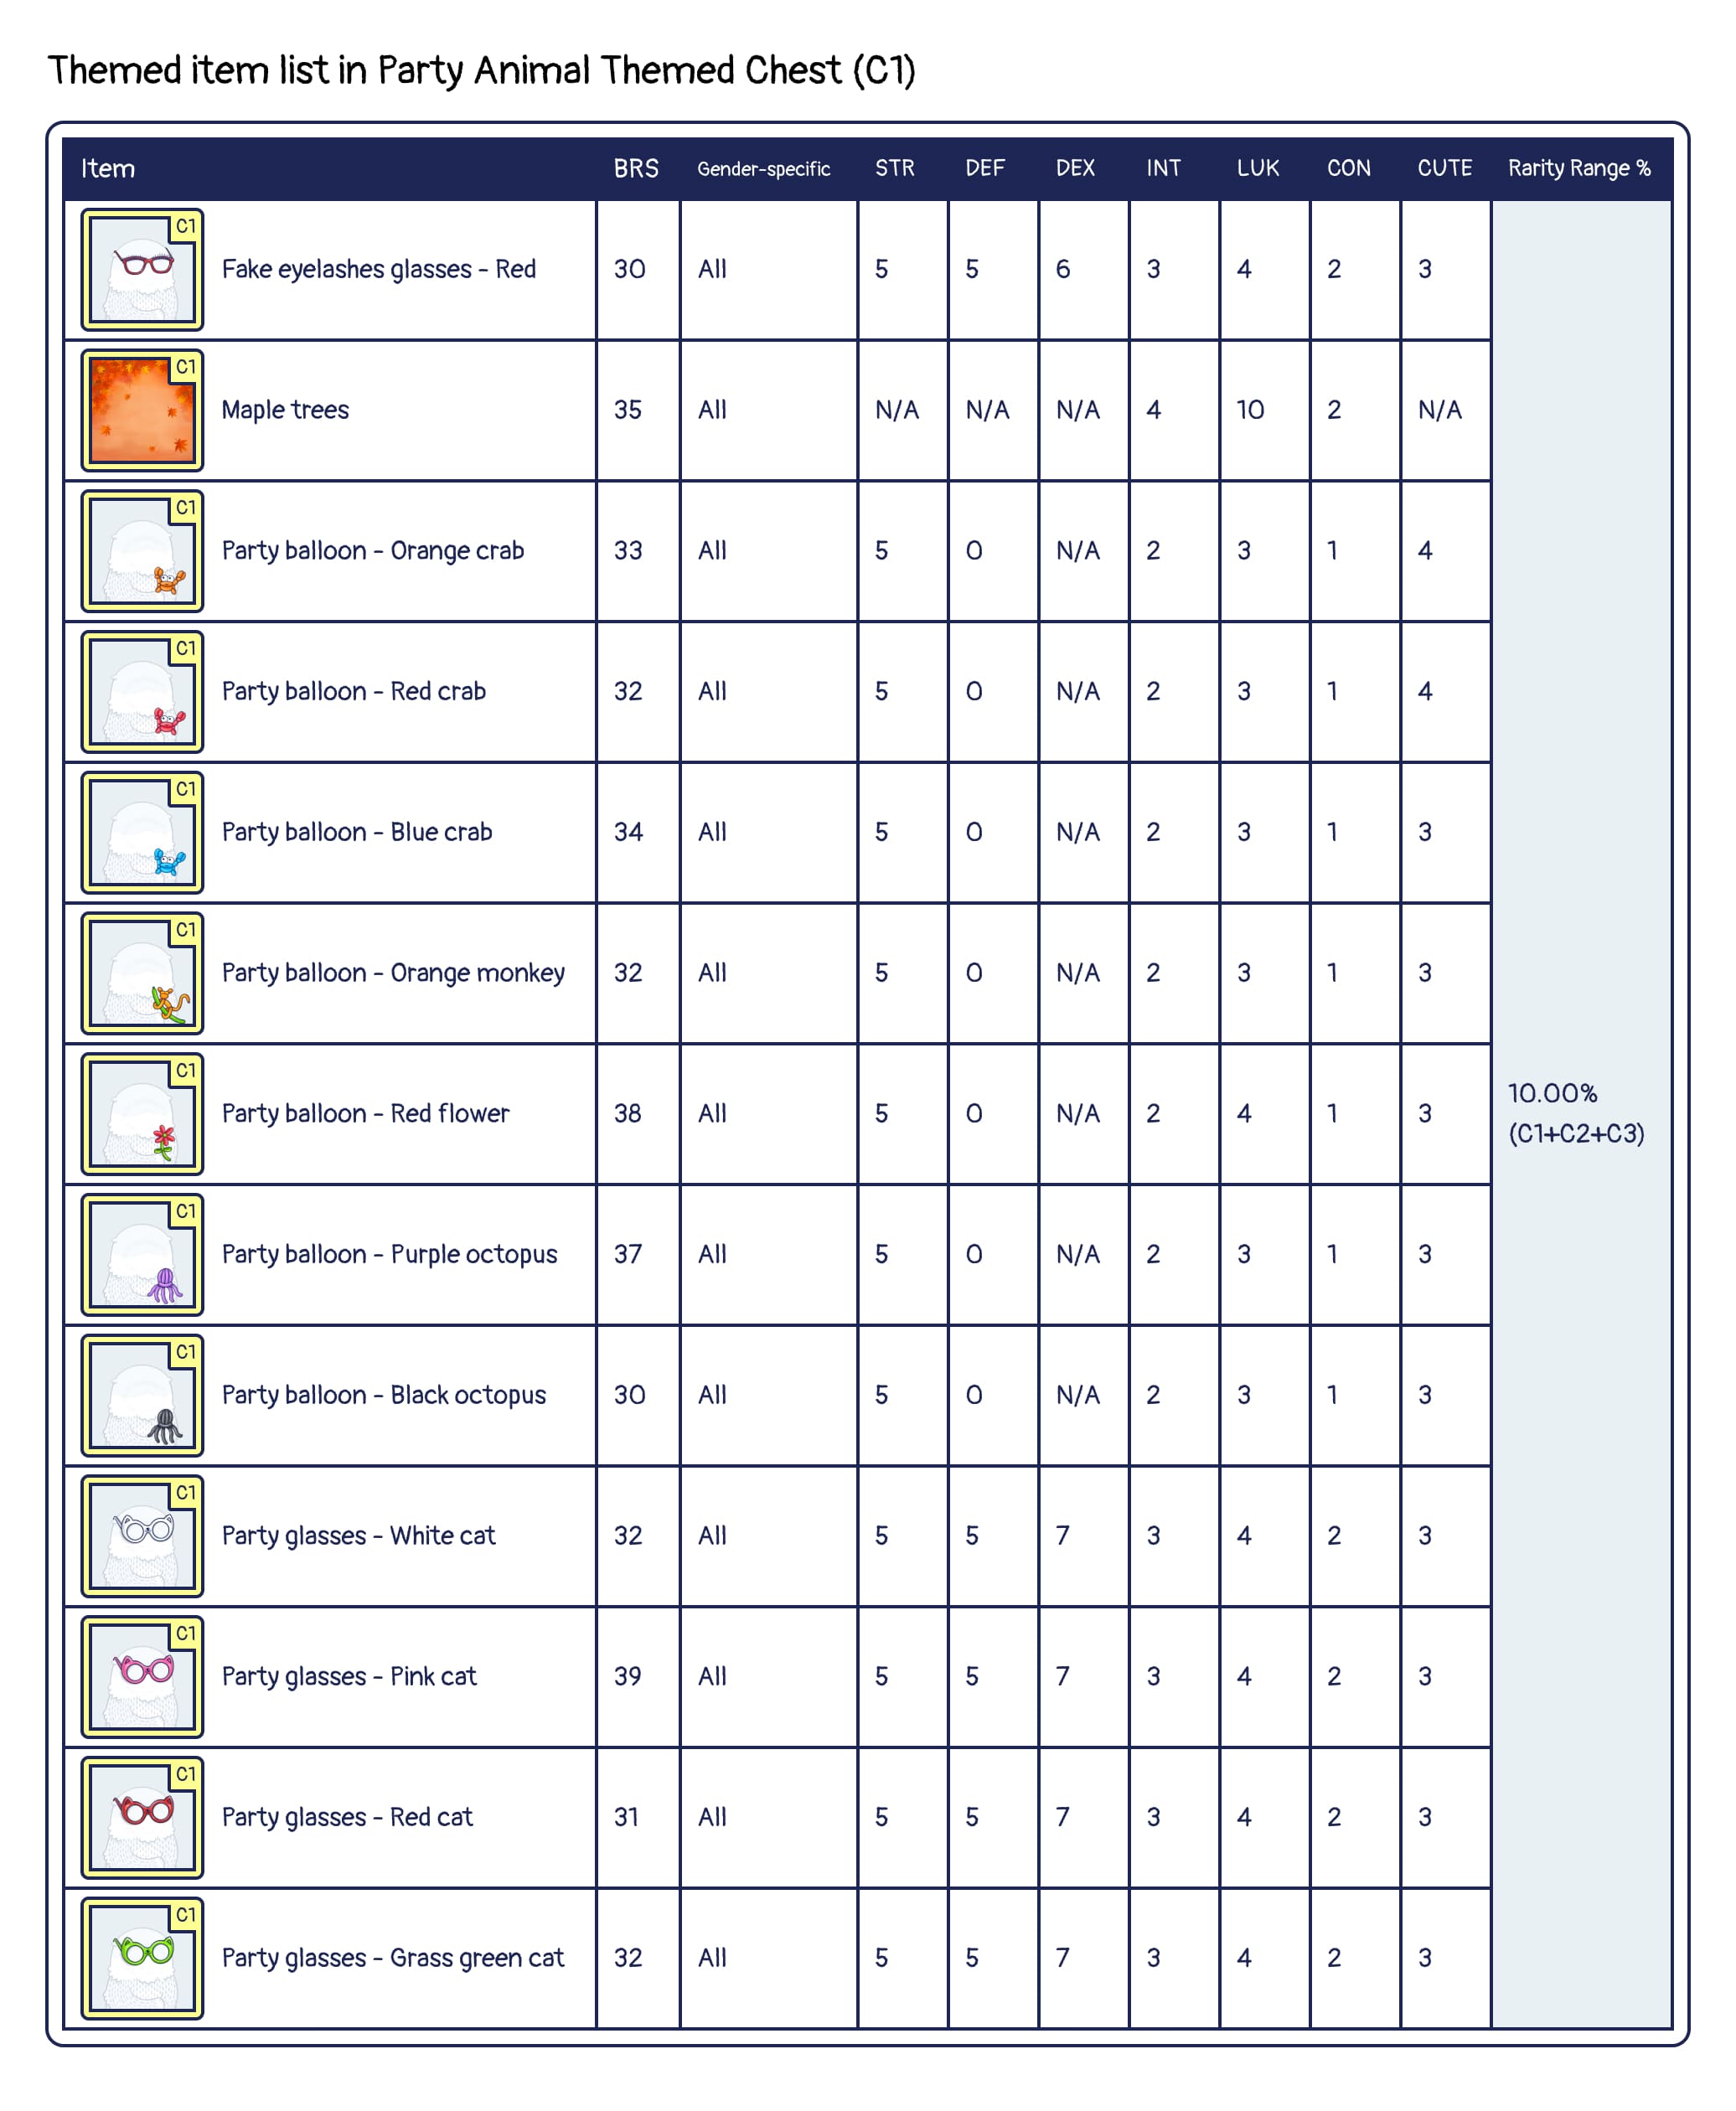 Themed item list in Party Animal Themed Chest (C1)
Item BRS Gender-specific STR DEF DEX INT LUK CON CUTE Rarity Range %
C1
Fake eyelashes glasses - Red 30 All 5 5 6 3 4 2 3
C1
Maple trees 35 All N/A N/A N/A 4 10 2 N/A
C1
Party balloon - Orange crab 33 All 5 0 N/A 2 3 1 4
C1
Party balloon - Red crab 32 All 5 0 N/A 2 3 1 4
C1
Party balloon - Blue crab 34 All 5 0 N/A 2 3 1 3
C1
Party balloon - Orange monkey 32 All 5 0 N/A 2 3 1 3
C1
Party balloon - Red flower 38 All 5 0 N/A 2 4 1 3
10.00%
(C1+C2+C3)
C1
Party balloon - Purple octopus 37 All 5 0 N/A 2 3 1 3
C1
Party balloon - Black octopus 30 All 5 0 N/A 2 3 1 3
C1
Party glasses - White cat 32 All 5 5 7 3 4 2 3
C1
Party glasses - Pink cat 39 All 5 5 7 3 4 2 3
C1
Party glasses - Red cat 31 All 5 5 7 3 4 2 3
C1
Party glasses - Grass green cat 32 All 5 5 7 3 4 2 3